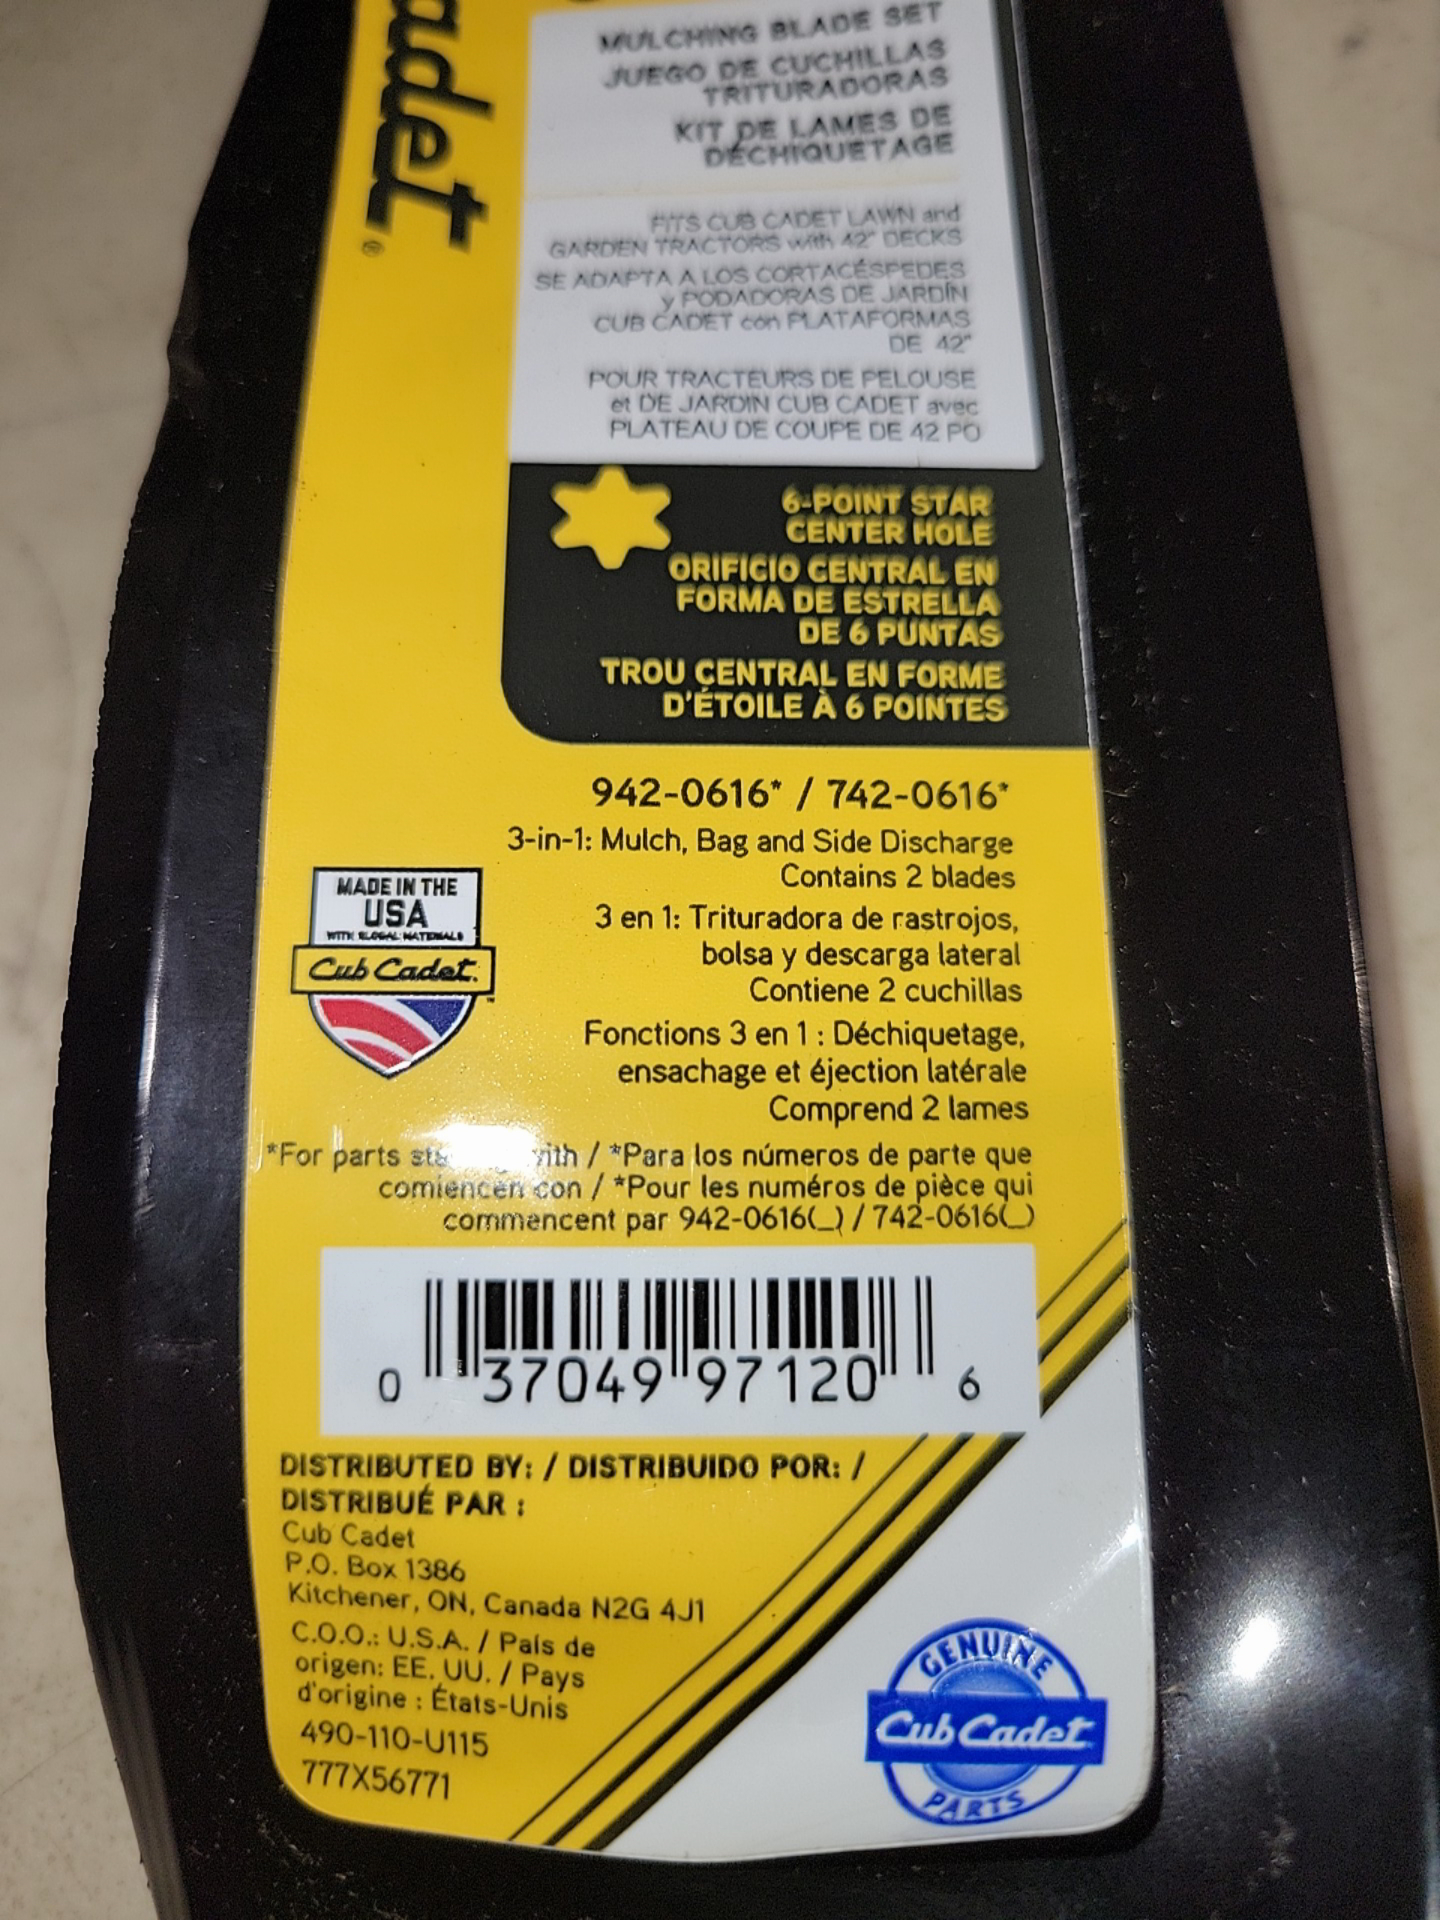 adet®
MULCHING BLADE SET
JUEGO DE CUCHILLAS
TRITURADORAS
KIT DE LAMES DE
DÉCHIQUETAGE
FITS CUB CADET LAWN and
GARDEN TRACTORS with 42" DECKS
SE ADAPTA A LOS CORTACÉSPEDES
y PODADORAS DE JARDÍN
CUB CADET con PLATAFORMAS
DE 42"
POUR TRACTEURS DE PELOUSE
et DE JARDIN CUB CADET avec
PLATEAU DE COUPE DE 42 PO
6-POINT STAR
CENTER HOLE
ORIFICIO CENTRAL EN
FORMA DE ESTRELLA
DE 6 PUNTAS
TROU CENTRAL EN FORME
D'ÉTOILE À 6 POINTES
942-0616* / 742-0616*
3-in-1: Mulch, Bag and Side Discharge
Contains 2 blades
3 en 1: Trituradora de rastrojos,
bolsa y descarga lateral
Contiene 2 cuchillas
Fonctions 3 en 1 : Déchiquetage,
ensachage et éjection latérale
Comprend 2 lames
MADE IN THE
USA
WITH GLOBAL MATERIALS
Cub Cadet.
™
*For parts with / *Para los números de parte que
comiencen con / *Pour les numéros de pièce qui
commencent par 942-0616(_) / 742-0616(_)
0 37049 97120 6
DISTRIBUTED BY: / DISTRIBUIDO POR: /
DISTRIBUÉ PAR :
Cub Cadet
P.O. Box 1386
Kitchener, ON, Canada N2G 4J1
C.O.O.: U.S.A. / País de
origen: EE. UU. / Pays
d'origine : États-Unis
490-110-U115
777X56771
GENUINE
Cub Cadet
PARTS